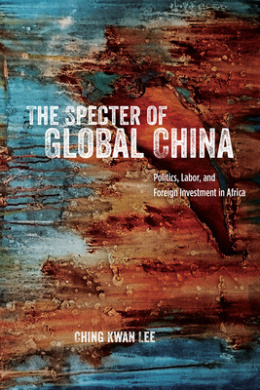 THE SPECTER OF
GLOBAL CHINA
Politics, Labor, and
Foreign Investment in Africa
CHING KWAN LEE